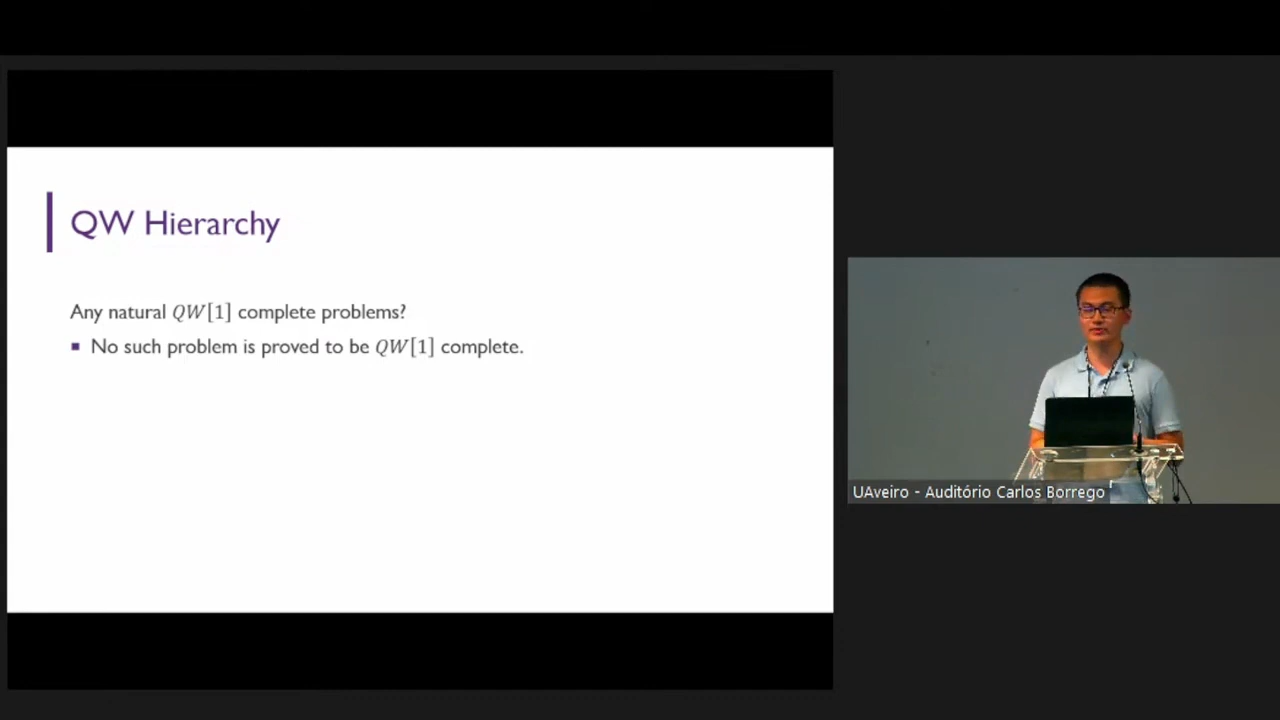 QW Hierarchy
Any natural QW[1] complete problems?
■ No such problem is proved to be QW[1] complete.
UAveiro - Auditório Carlos Borrego